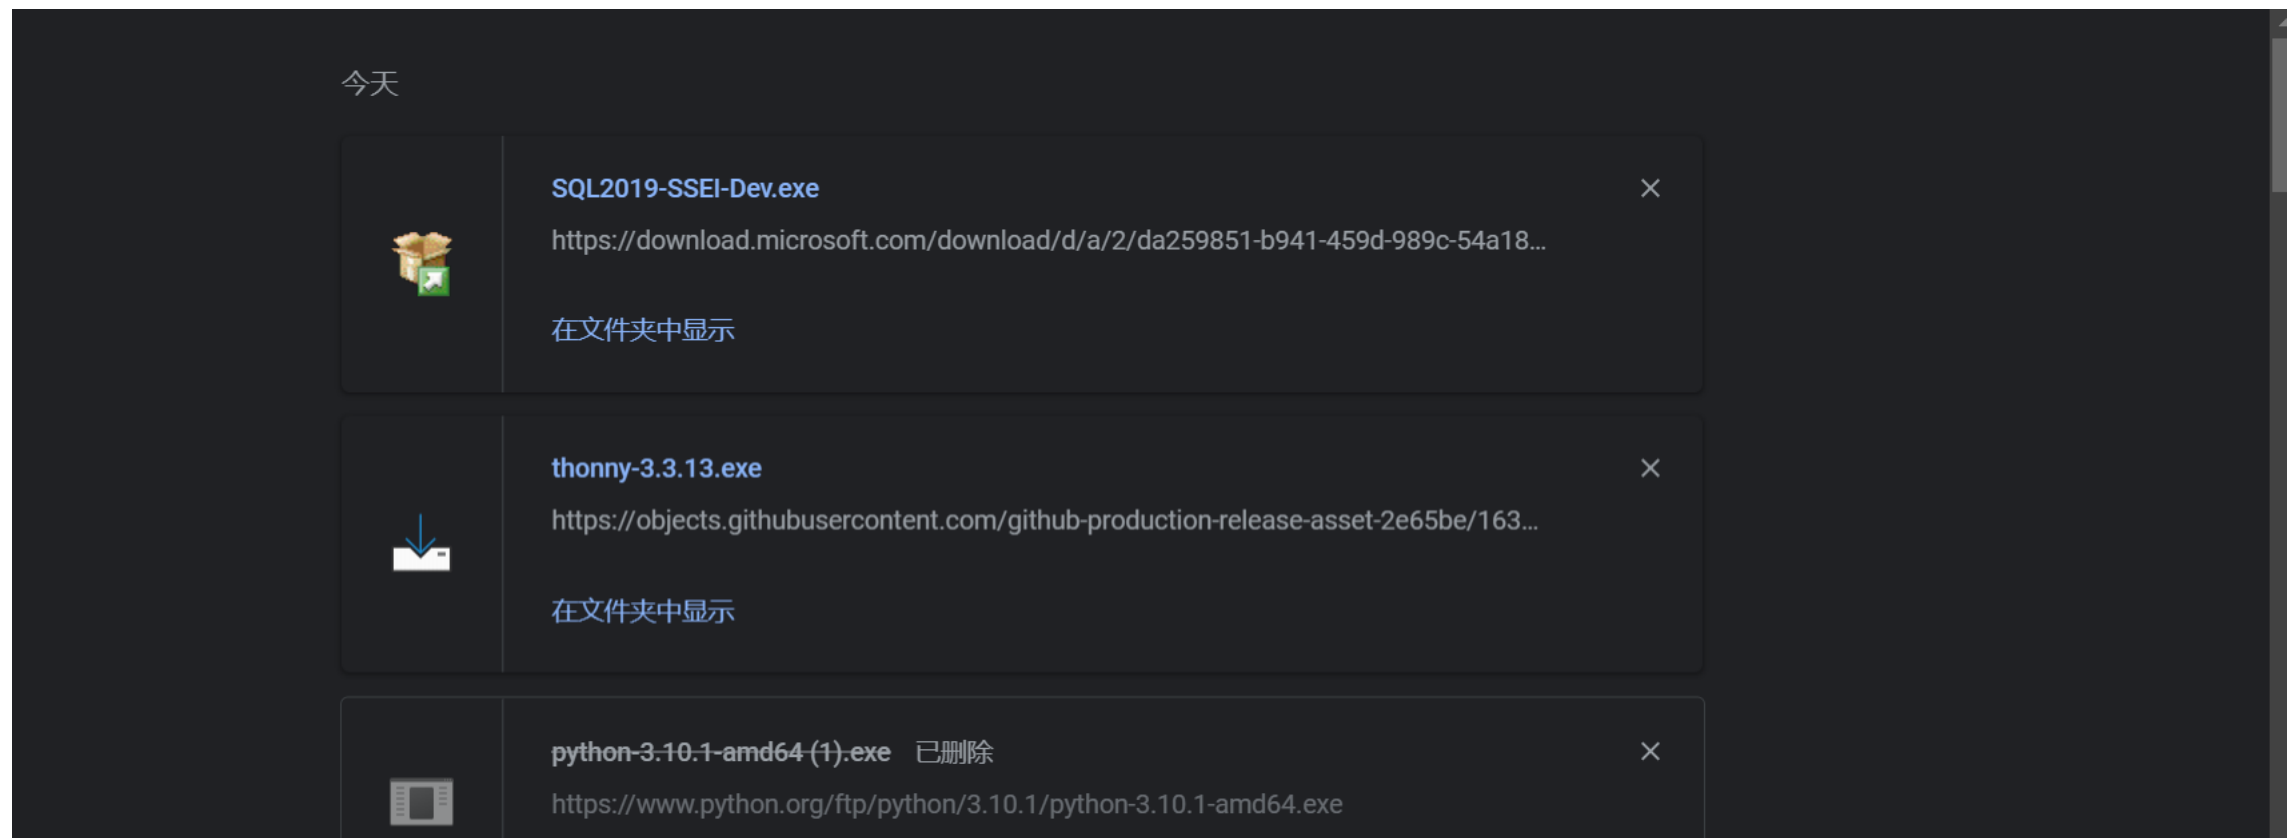 今天
SQL2019-SSEI-Dev.exe
https://download.microsoft.com/download/d/a/2/da259851-b941-459d-989c-54a18...
在文件夹中显示
thonny-3.3.13.exe
https://objects.githubusercontent.com/github-production-release-asset-2e65be/163...
在文件夹中显示
python-3.10.1-amd64 (1).exe 已删除
https://www.python.org/ftp/python/3.10.1/python-3.10.1-amd64.exe